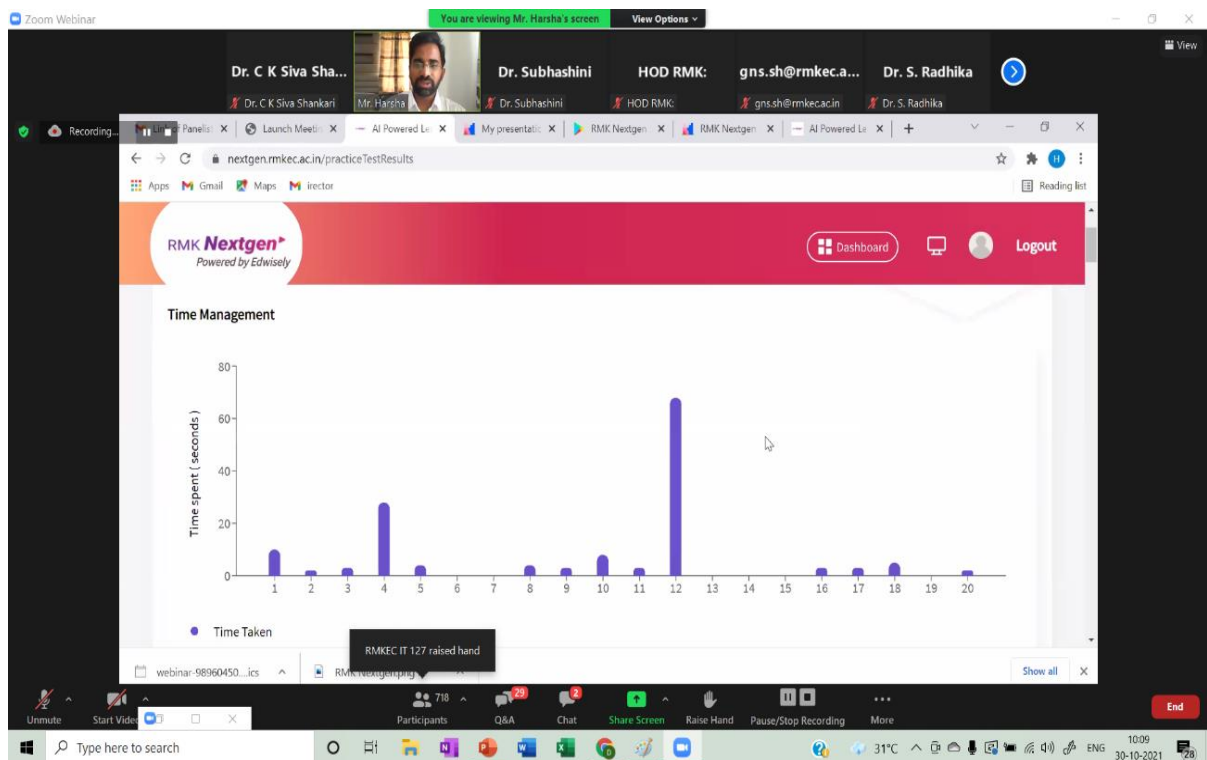 Zoom Webinar
You are viewing Mr. Harsha's screen
View Options
View
Dr. C K Siva Sha...
Dr. Subhashini
HOD RMK:
gns.sh@rmkec.a...
Dr. S. Radhika
Dr. C K Siva Shankari
Mr. Harsha
Dr. Subhashini
HOD RMK:
gns.sh@rmkec.ac.in
Dr. S. Radhika
Recording...
Panelist
Launch Meetin
AI Powered Le
My presentatic
RMK Nextgen
RMK Nextgen
AI Powered Le
nextgen.rmkec.ac.in/practiceTestResults
Apps
Gmail
Maps
irector
Reading list
RMK Nextgen
Powered by Edwisely
Dashboard
Logout
Time Management
Time spent ( seconds )
80
60
40
20
0
1 2 3 4 5 6 7 8 9 10 11 12 13 14 15 16 17 18 19 20
Time Taken
RMKEC IT 127 raised hand
webinar-98960450....ics
RMK Nextgen.png
Show all
718
29
2
Unmute
Start Video
Participants
Q&A
Chat
Share Screen
Raise Hand
Pause/Stop Recording
More
End
Type here to search
31°C
ENG
10:09
30-10-2021
28